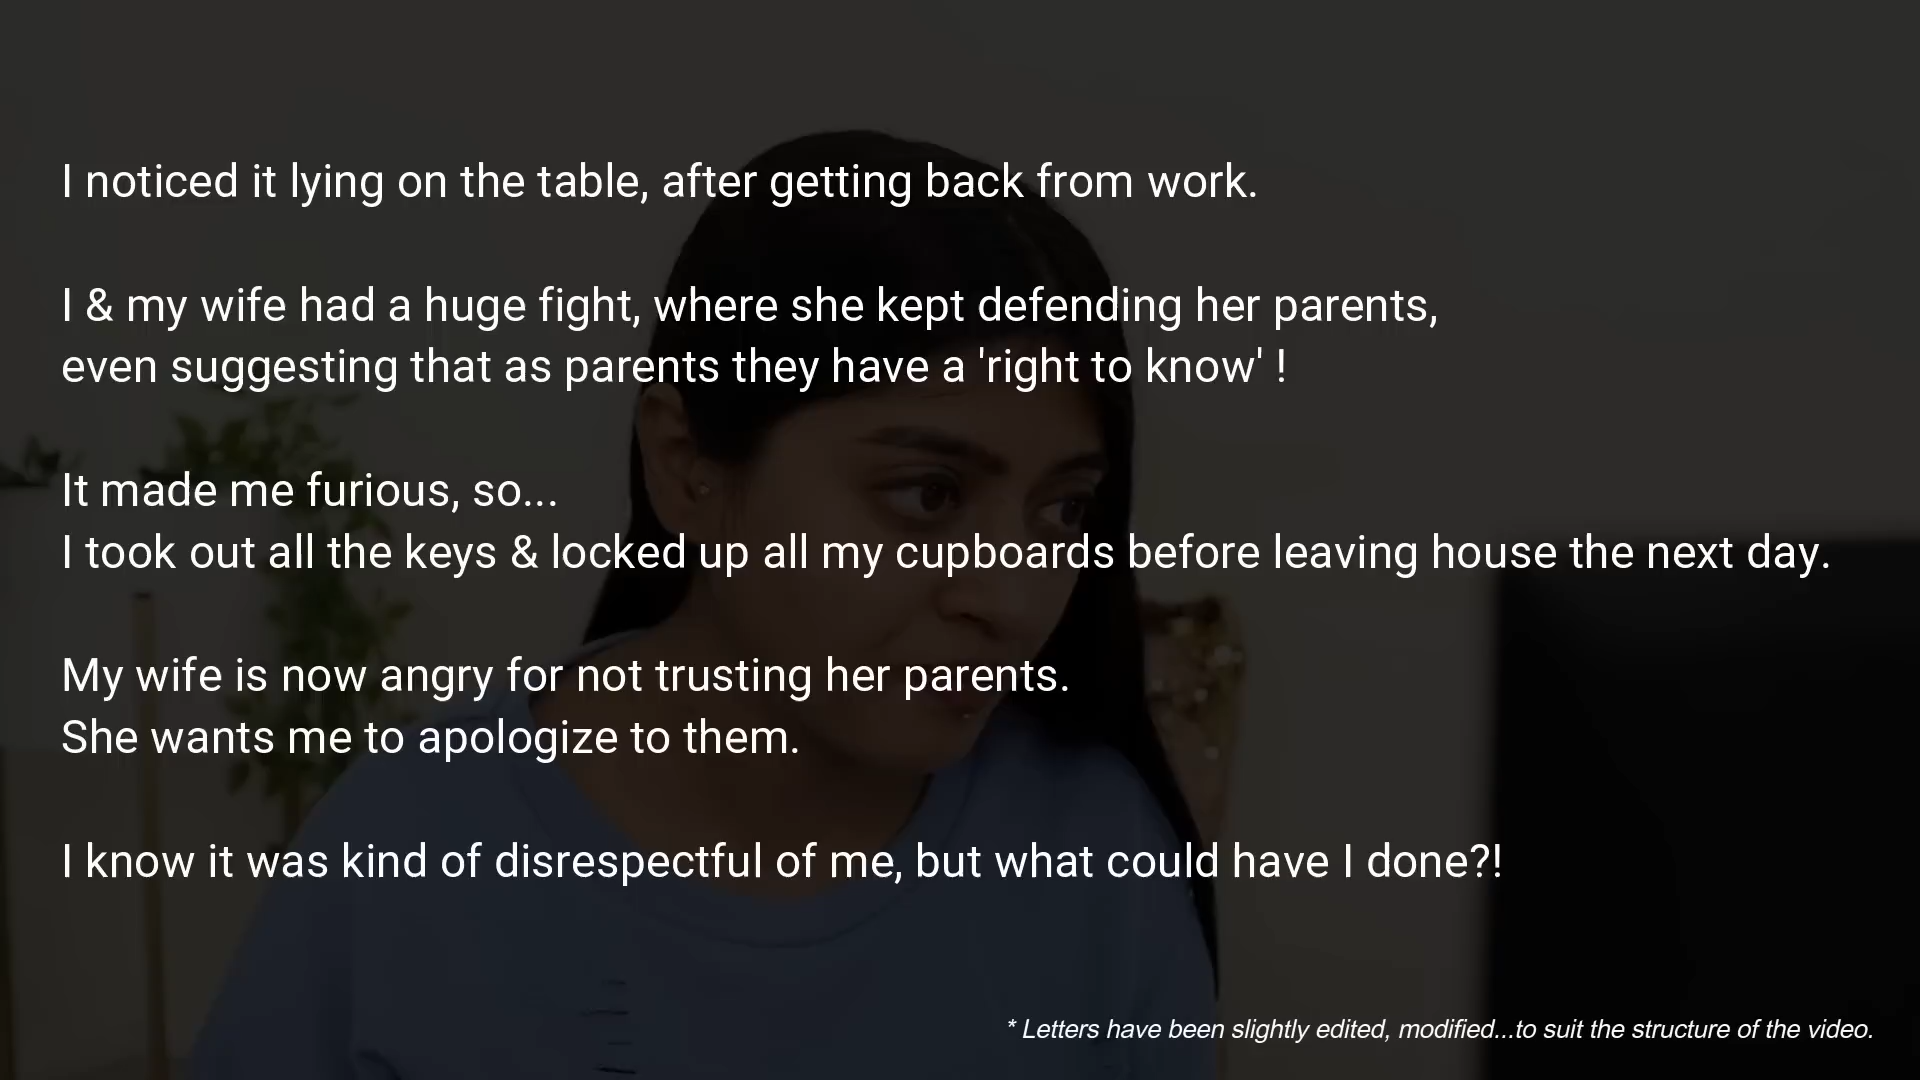 I noticed it lying on the table, after getting back from work.
I & my wife had a huge fight, where she kept defending her parents,
even suggesting that as parents they have a 'right to know' !
It made me furious, so...
I took out all the keys & locked up all my cupboards before leaving house the next day.
My wife is now angry for not trusting her parents.
She wants me to apologize to them.
I know it was kind of disrespectful of me, but what could have I done?!
* Letters have been slightly edited, modified...to suit the structure of the video.